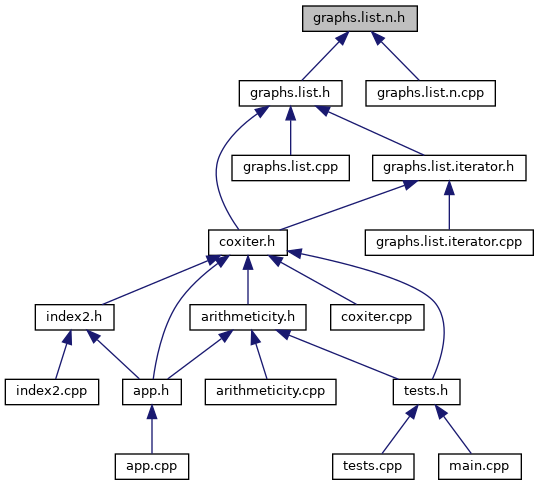 graphs.list.n.h
graphs.list.h
graphs.list.n.cpp
graphs.list.cpp
graphs.list.iterator.h
coxiter.h
graphs.list.iterator.cpp
index2.h
arithmeticity.h
coxiter.cpp
index2.cpp
app.h
arithmeticity.cpp
tests.h
app.cpp
tests.cpp
main.cpp